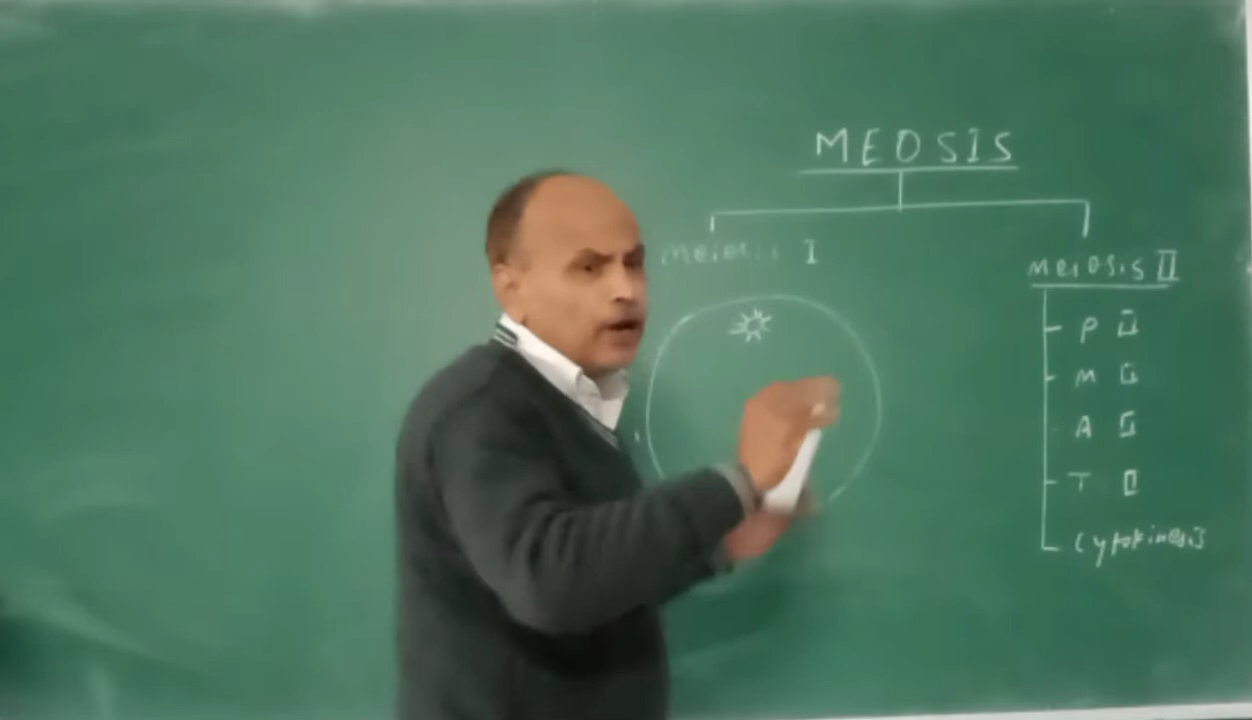 MEOSIS
meiosis I
meiosis II
P II
M II
A II
T II
Cytokinesis